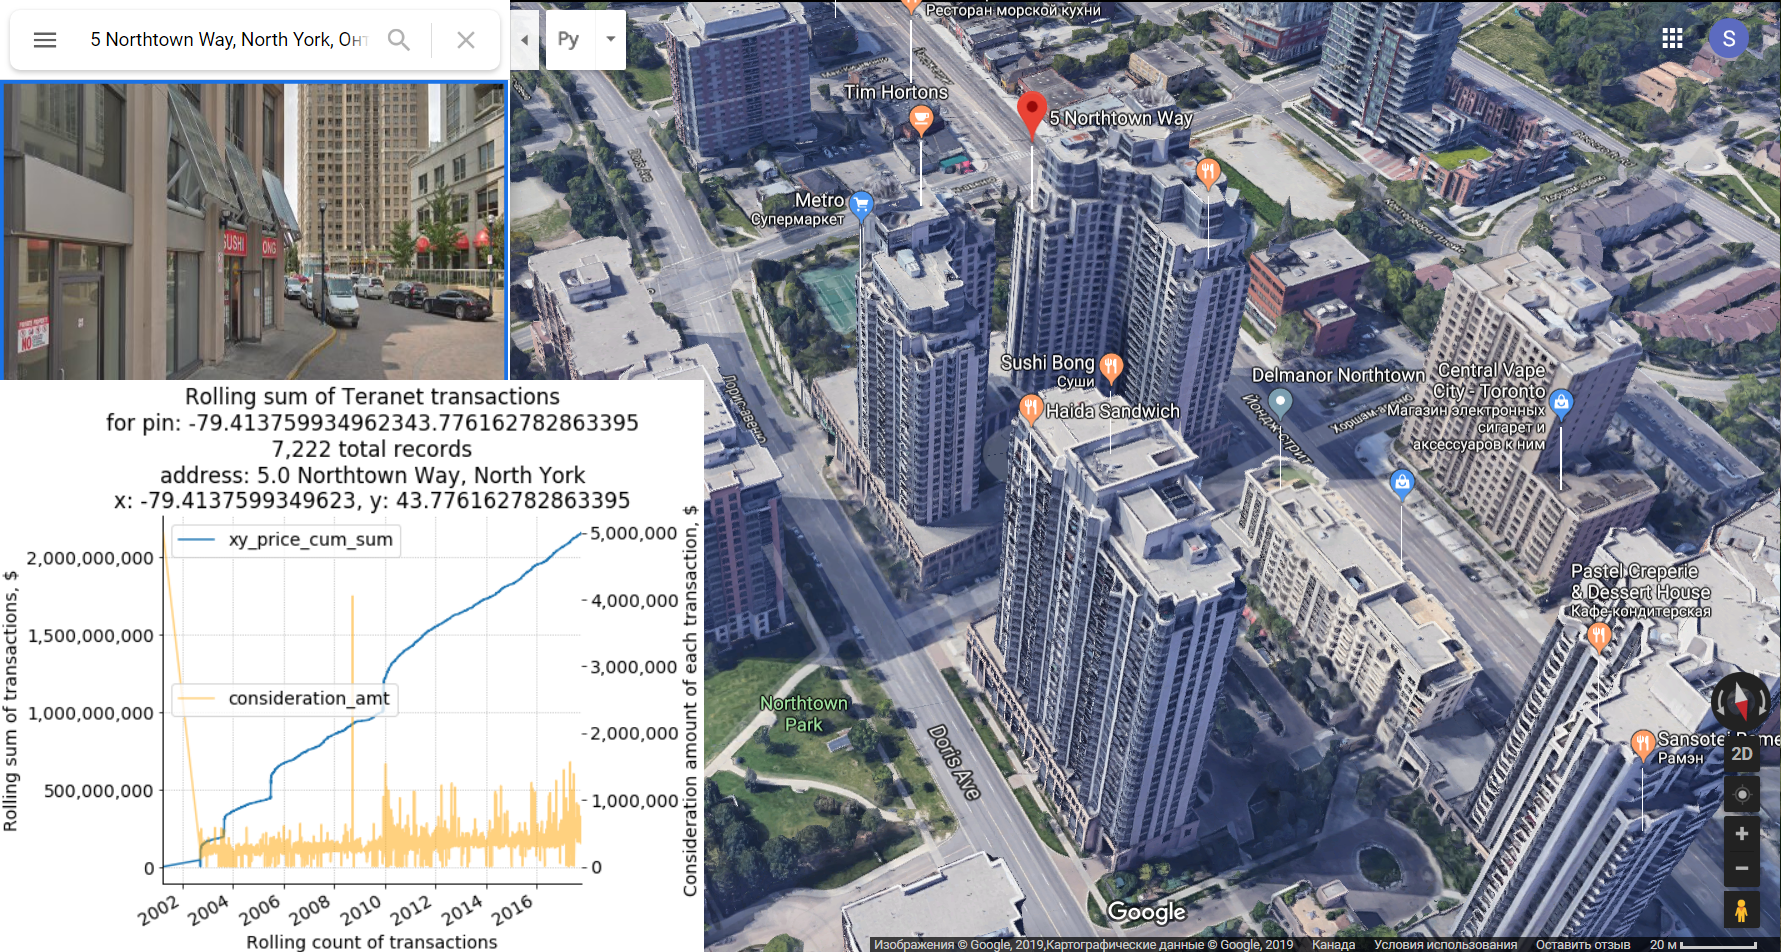 5 Northtown Way, North York, Онт
Ру
S
SUSHI
ONG
NO
Ресторан морской кухни
Tim Hortons
5 Northtown Way
Metro
Супермаркет
Sushi Bong
Суши
Haida Sandwich
Delmanor Northtown
Central Vape
City - Toronto
Магазин электронных
сигарет и
аксессуаров к ним
Дорис-авеню
Йондж-стрит
Хоршам-авеню
Doris Ave
Northtown
Park
Doris Ave
Pastel Creperie
& Dessert House
Кафе-кондитерская
Рамэн
2D
Google
Изображения © Google, 2019,Картографические данные © Google, 2019 Канада Условия использования Оставить отзыв 20 м
Rolling sum of Teranet transactions
for pin: -79.413759934962343.776162782863395
7,222 total records
address: 5.0 Northtown Way, North York
x: -79.4137599349623, y: 43.776162782863395
xy_price_cum_sum
consideration_amt
Rolling sum of transactions, $
2,000,000,000
1,500,000,000
1,000,000,000
500,000,000
0
Consideration amount of each transaction, $
5,000,000
4,000,000
3,000,000
2,000,000
1,000,000
0
2002 2004 2006 2008 2010 2012 2014 2016
Rolling count of transactions